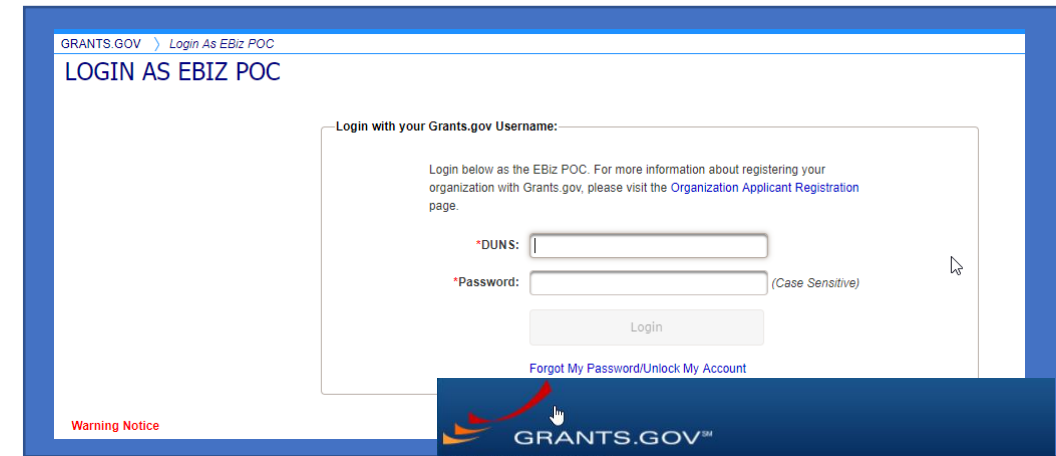 GRANTS.GOV 〉 Login As EBiz POC
LOGIN AS EBIZ POC
Login with your Grants.gov Username:
Login below as the EBiz POC. For more information about registering your
organization with Grants.gov, please visit the Organization Applicant Registration
page.
*DUNS:
*Password: (Case Sensitive)
Login
Forgot My Password/Unlock My Account
Warning Notice
GRANTS.GOV℠